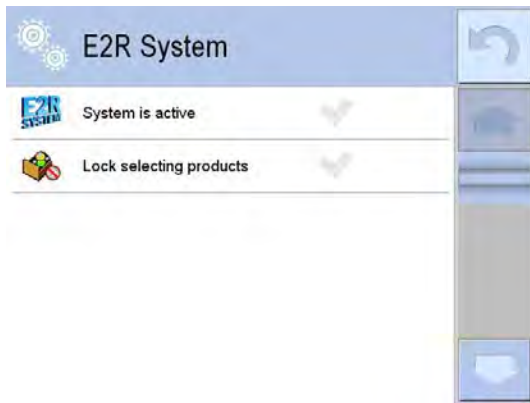 E2R System
E2R
SYSTEM
System is active
Lock selecting products